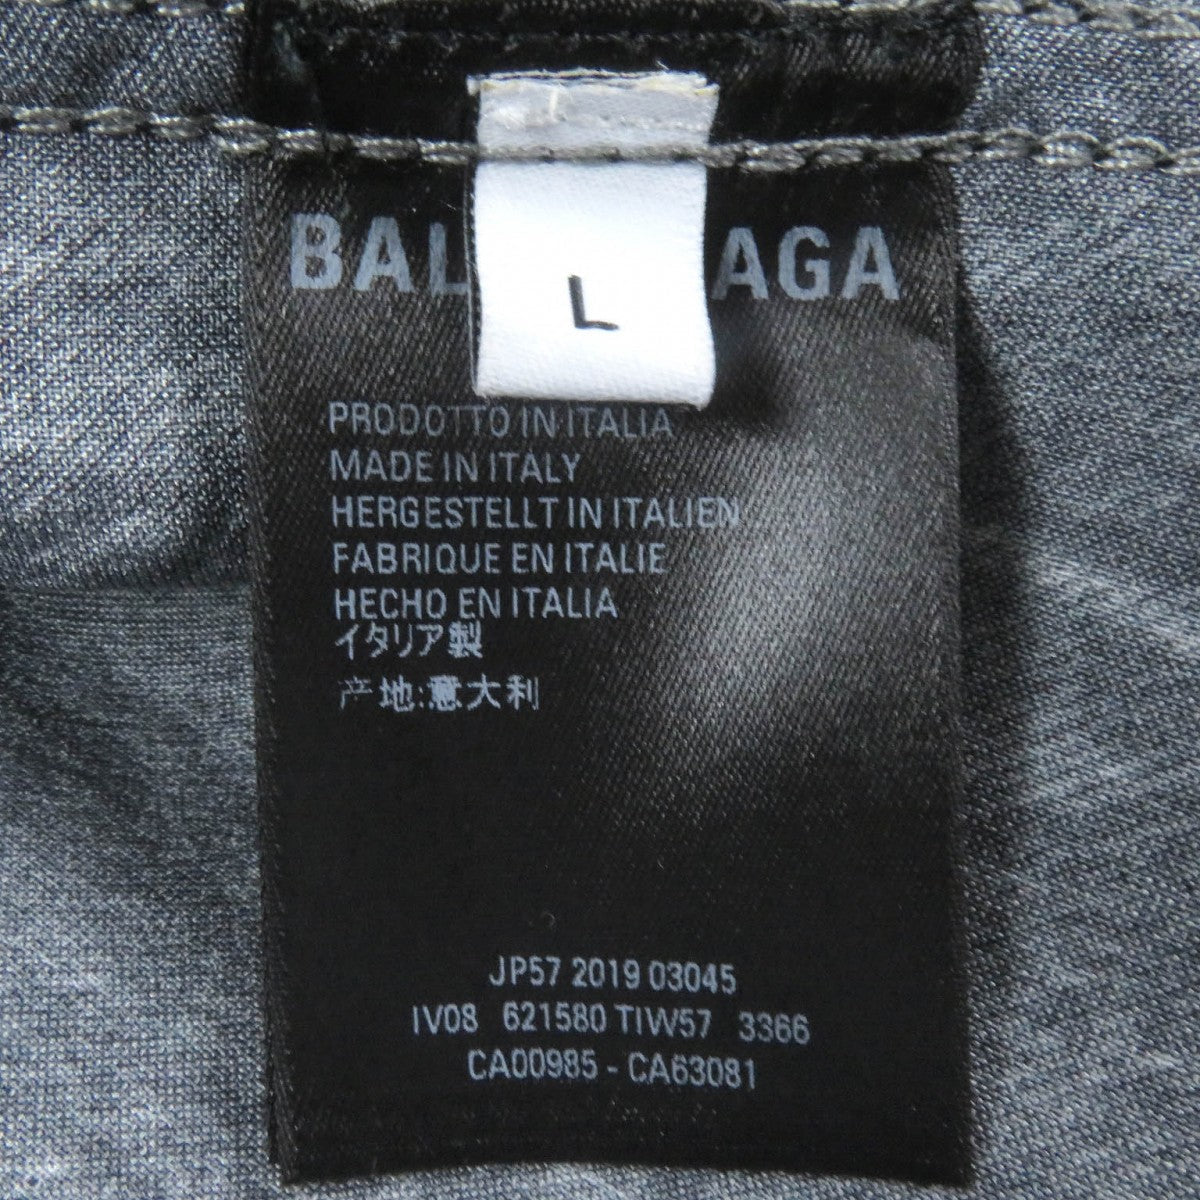 BAL AGA
L
PRODOTTO IN ITALIA
MADE IN ITALY
HERGESTELLT IN ITALIEN
FABRIQUE EN ITALIE
HECHO EN ITALIA
イタリア製
产地:意大利
JP57 2019 03045
IV08 621580 TIW57 3366
CA00985 - CA63081